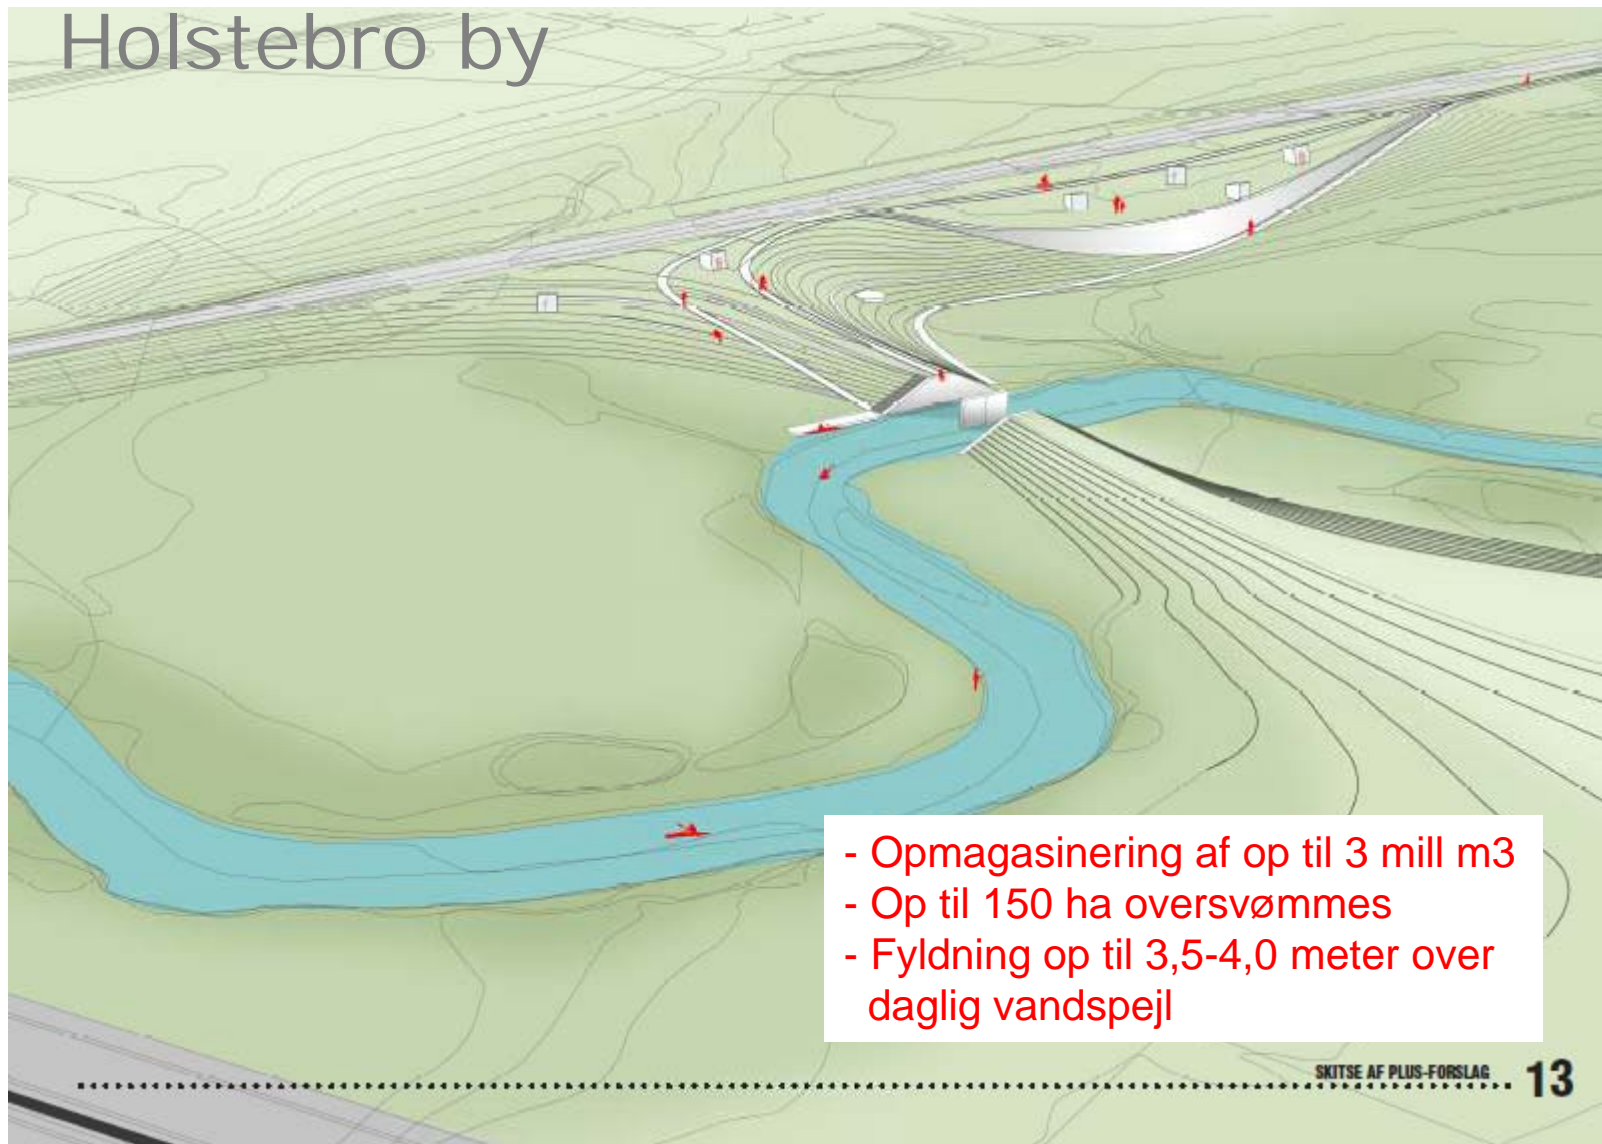 Holstebro by
- Opmagasinering af op til 3 mill m3
- Op til 150 ha oversvømmes
- Fyldning op til 3,5-4,0 meter over
daglig vandspejl
SKITSE AF PLUS-FORSLAG 13